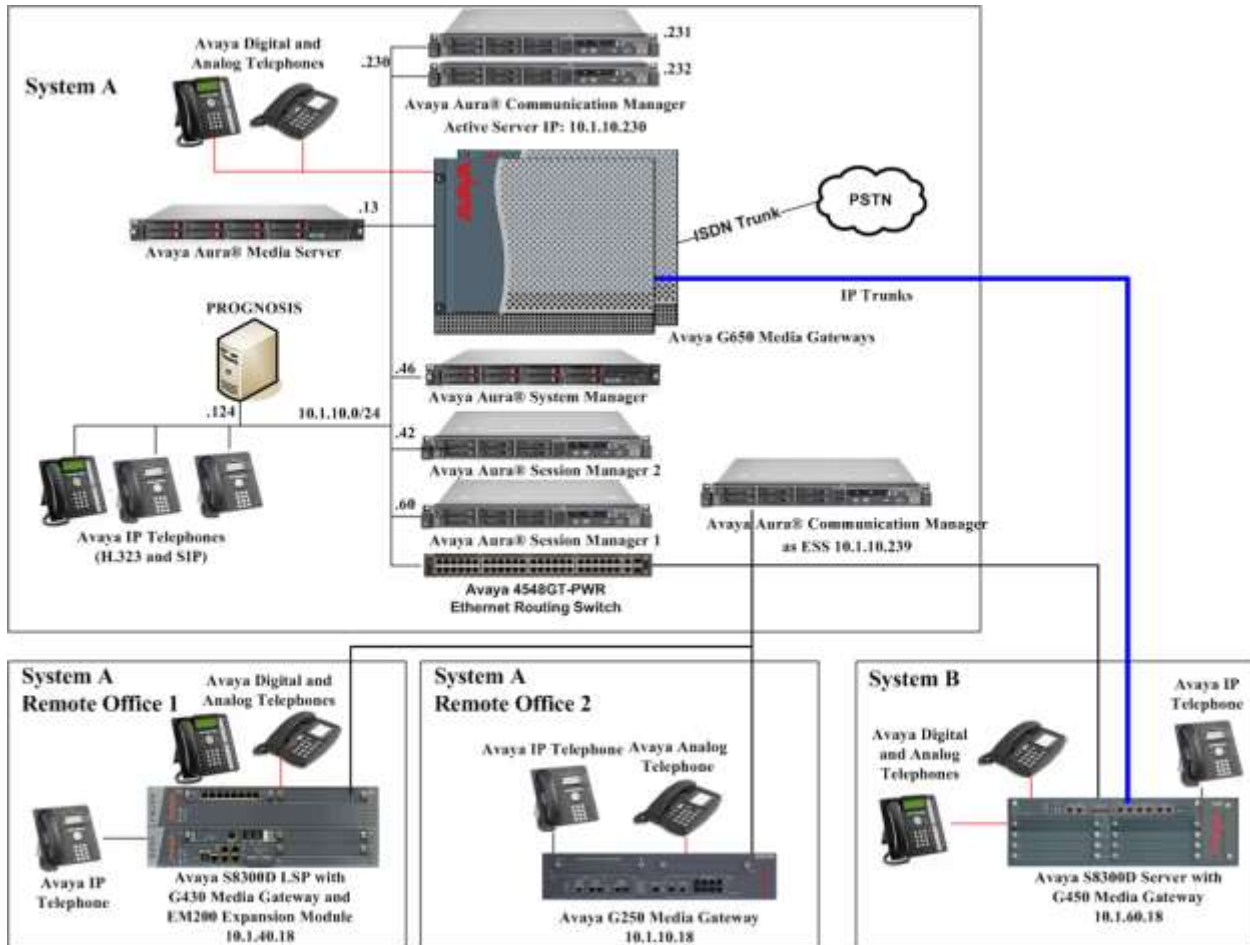 System A
Avaya Digital and
Analog Telephones
.230
.231
.232
Avaya Aura® Communication Manager
Active Server IP: 10.1.10.230
AVAYA
.13
Avaya Aura® Media Server
ISDN Trunk
PSTN
IP Trunks
Avaya G650 Media Gateways
PROGNOSIS
.124
10.1.10.0/24
.46
Avaya Aura® System Manager
.42
Avaya Aura® Session Manager 2
.60
Avaya Aura® Session Manager 1
Avaya IP Telephones
(H.323 and SIP)
Avaya Aura® Communication Manager
as ESS 10.1.10.239
Avaya 4548GT-PWR
Ethernet Routing Switch
System A
Remote Office 1
Avaya Digital and
Analog Telephones
Avaya IP
Telephone
Avaya S8300D LSP with
G430 Media Gateway and
EM200 Expansion Module
10.1.40.18
System A
Remote Office 2
Avaya IP Telephone
Avaya Analog
Telephone
Avaya G250 Media Gateway
10.1.10.18
System B
Avaya IP
Telephone
Avaya Digital
and Analog
Telephones
Avaya S8300D Server with
G450 Media Gateway
10.1.60.18